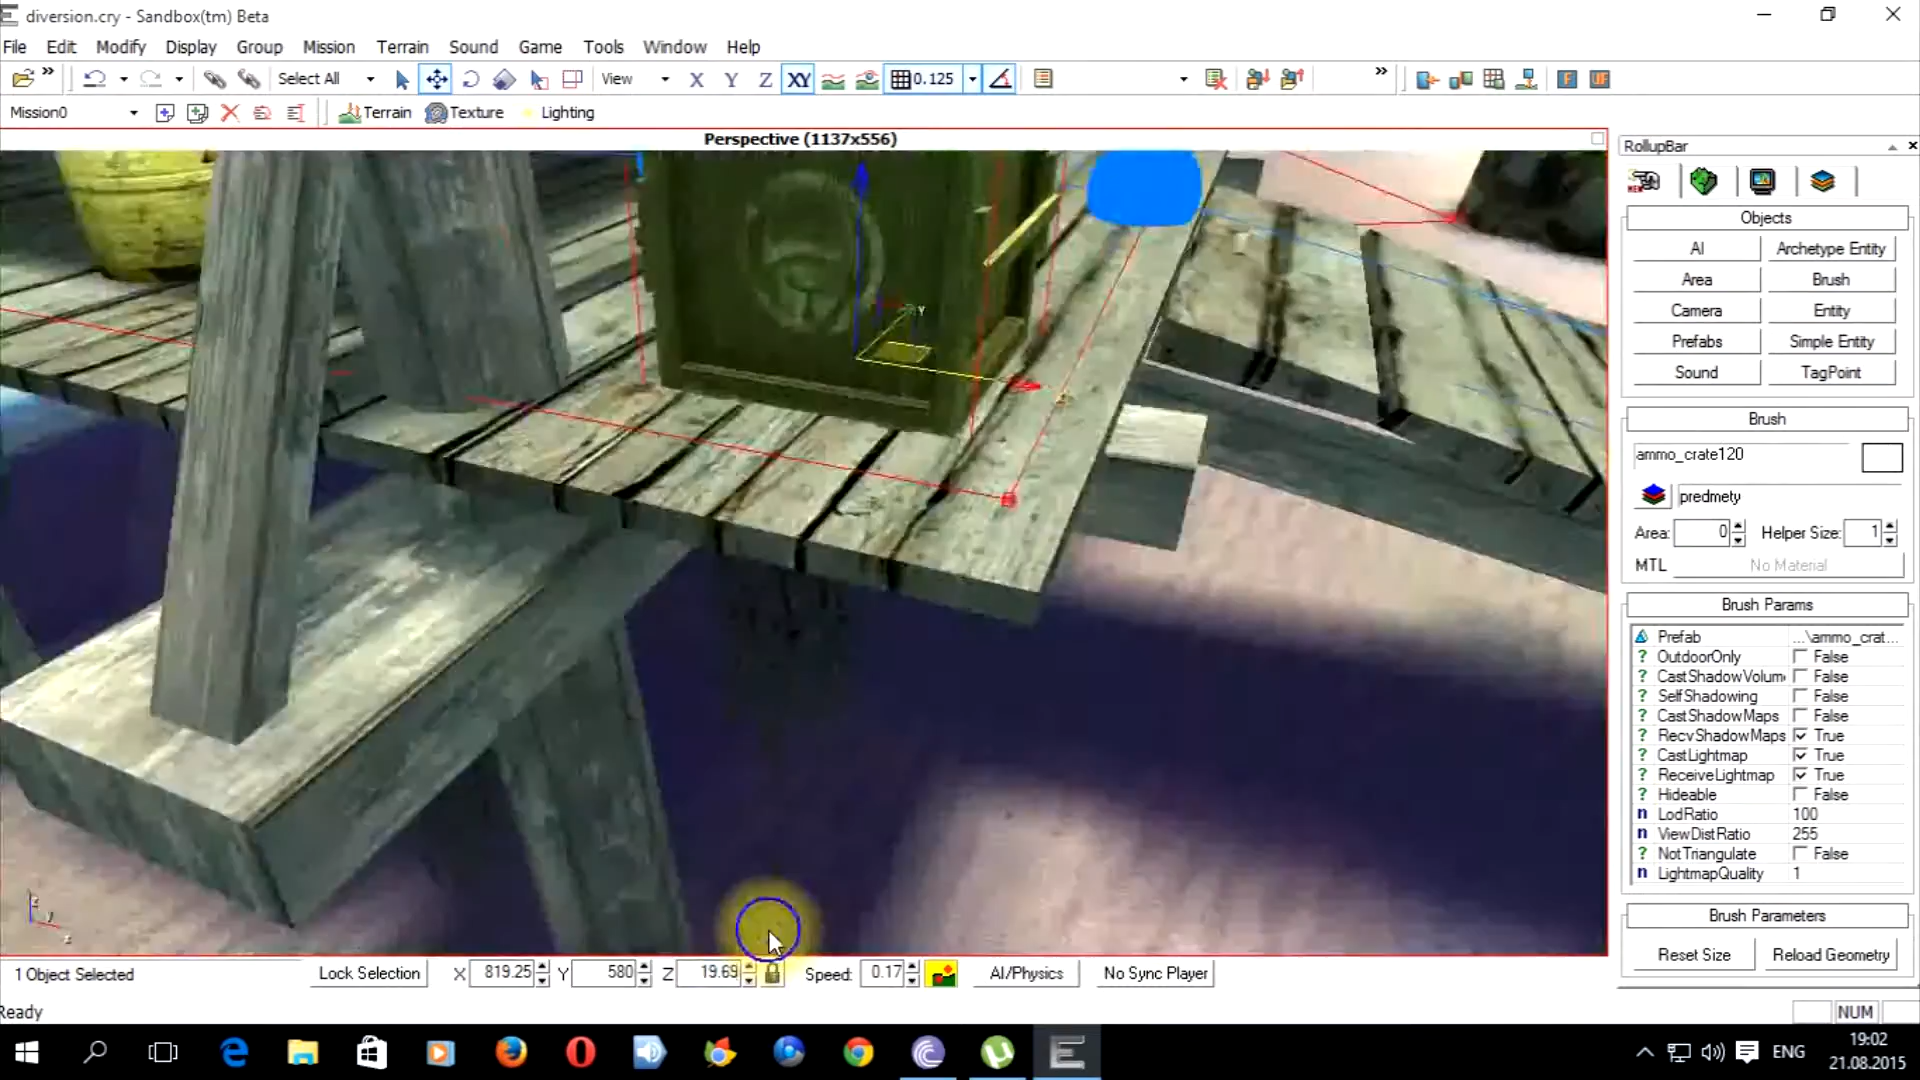 diversion.cry - Sandbox(tm) Beta
File Edit Modify Display Group Mission Terrain Sound Game Tools Window Help
Select All View X Y Z XY 0.125
Mission0 Terrain Texture Lighting
Perspective (1137x556)
RollupBar
Objects
AI Archetype Entity
Area Brush
Camera Entity
Prefabs Simple Entity
Sound TagPoint
Brush
ammo_crate120
predmety
Area: 0 Helper Size: 1
MTL No Material
Brush Params
Prefab ...\ammo_crat...
? OutdoorOnly False
? CastShadowVolum False
? SelfShadowing False
? CastShadowMaps False
? RecvShadowMaps True
? CastLightmap True
? ReceiveLightmap True
? Hideable False
n LodRatio 100
n ViewDistRatio 255
? NotTriangulate False
n LightmapQuality 1
Brush Parameters
Reset Size Reload Geometry
Y
z
y
1 Object Selected Lock Selection X 819.25 Y 580 Z 19.69 Speed: 0.17 AI/Physics No Sync Player
Ready NUM
ENG 19:02
21.08.2015